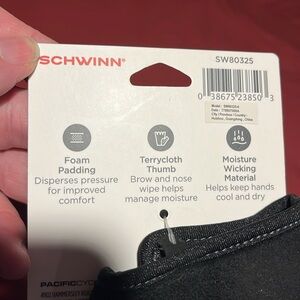 SCHWINN
SW80325
0 38675 23850 3
Foam
Padding
Disperses pressure
for improved
comfort
Terrycloth
Thumb
Brow and nose
wipe helps
manage moisture
Moisture
Wicking
Material
Helps keep hands
cool and dry
PACIFIC CYC